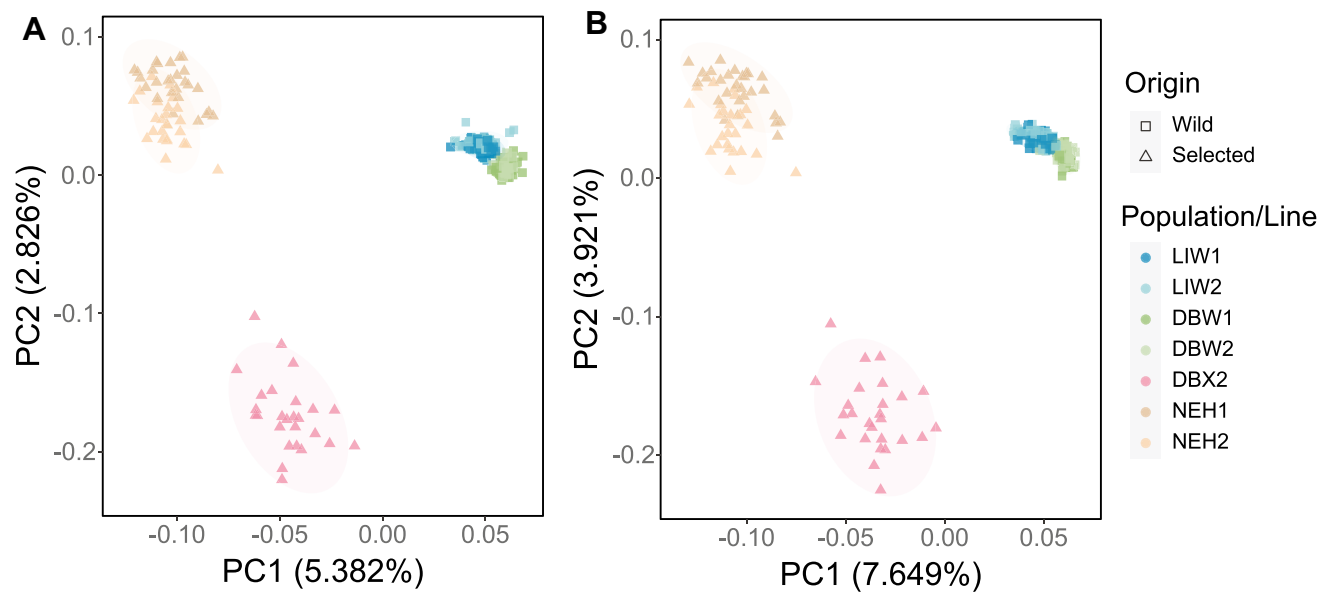 A
0.1
0.0
-0.1
-0.2
PC2 (2.826%)
-0.10
-0.05
0.00
0.05
PC1 (5.382%)
B
0.1
0.0
-0.1
-0.2
PC2 (3.921%)
-0.10
-0.05
0.00
0.05
PC1 (7.649%)
Origin
Wild
Selected
Population/Line
LIW1
LIW2
DBW1
DBW2
DBX2
NEH1
NEH2